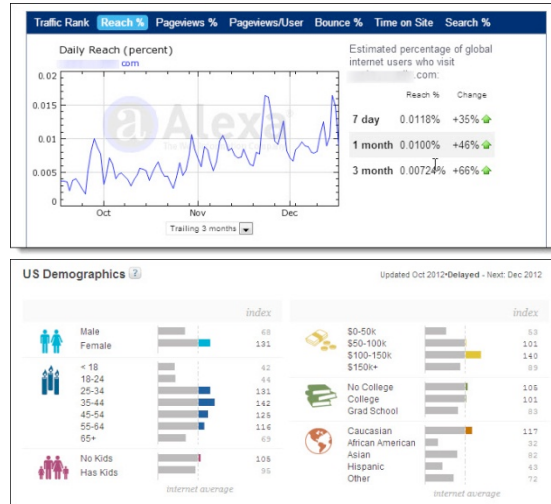 Traffic Rank Reach % Pageviews % Pageviews/User Bounce % Time on Site Search %
Daily Reach (percent)
com
0.02
0.015
0.01
0.005
0
Oct Nov Dec
Alexa
Trailing 3 months
Estimated percentage of global
internet users who visit
.com:
Reach % Change
7 day 0.0118% +35%
1 month 0.0100% +46%
3 month 0.00724% +66%
US Demographics ?
Updated Oct 2012•Delayed - Next: Dec 2012
index
Male 68
Female 131
< 18 42
18-24 44
25-34 131
35-44 142
45-54 125
55-64 116
65+ 69
No Kids 105
Has Kids 95
internet average
index
$0-50k 53
$50-100k 101
$100-150k 140
$150k+ 89
No College 105
College 101
Grad School 83
Caucasian 117
African American 32
Asian 82
Hispanic 63
Other 72
internet average